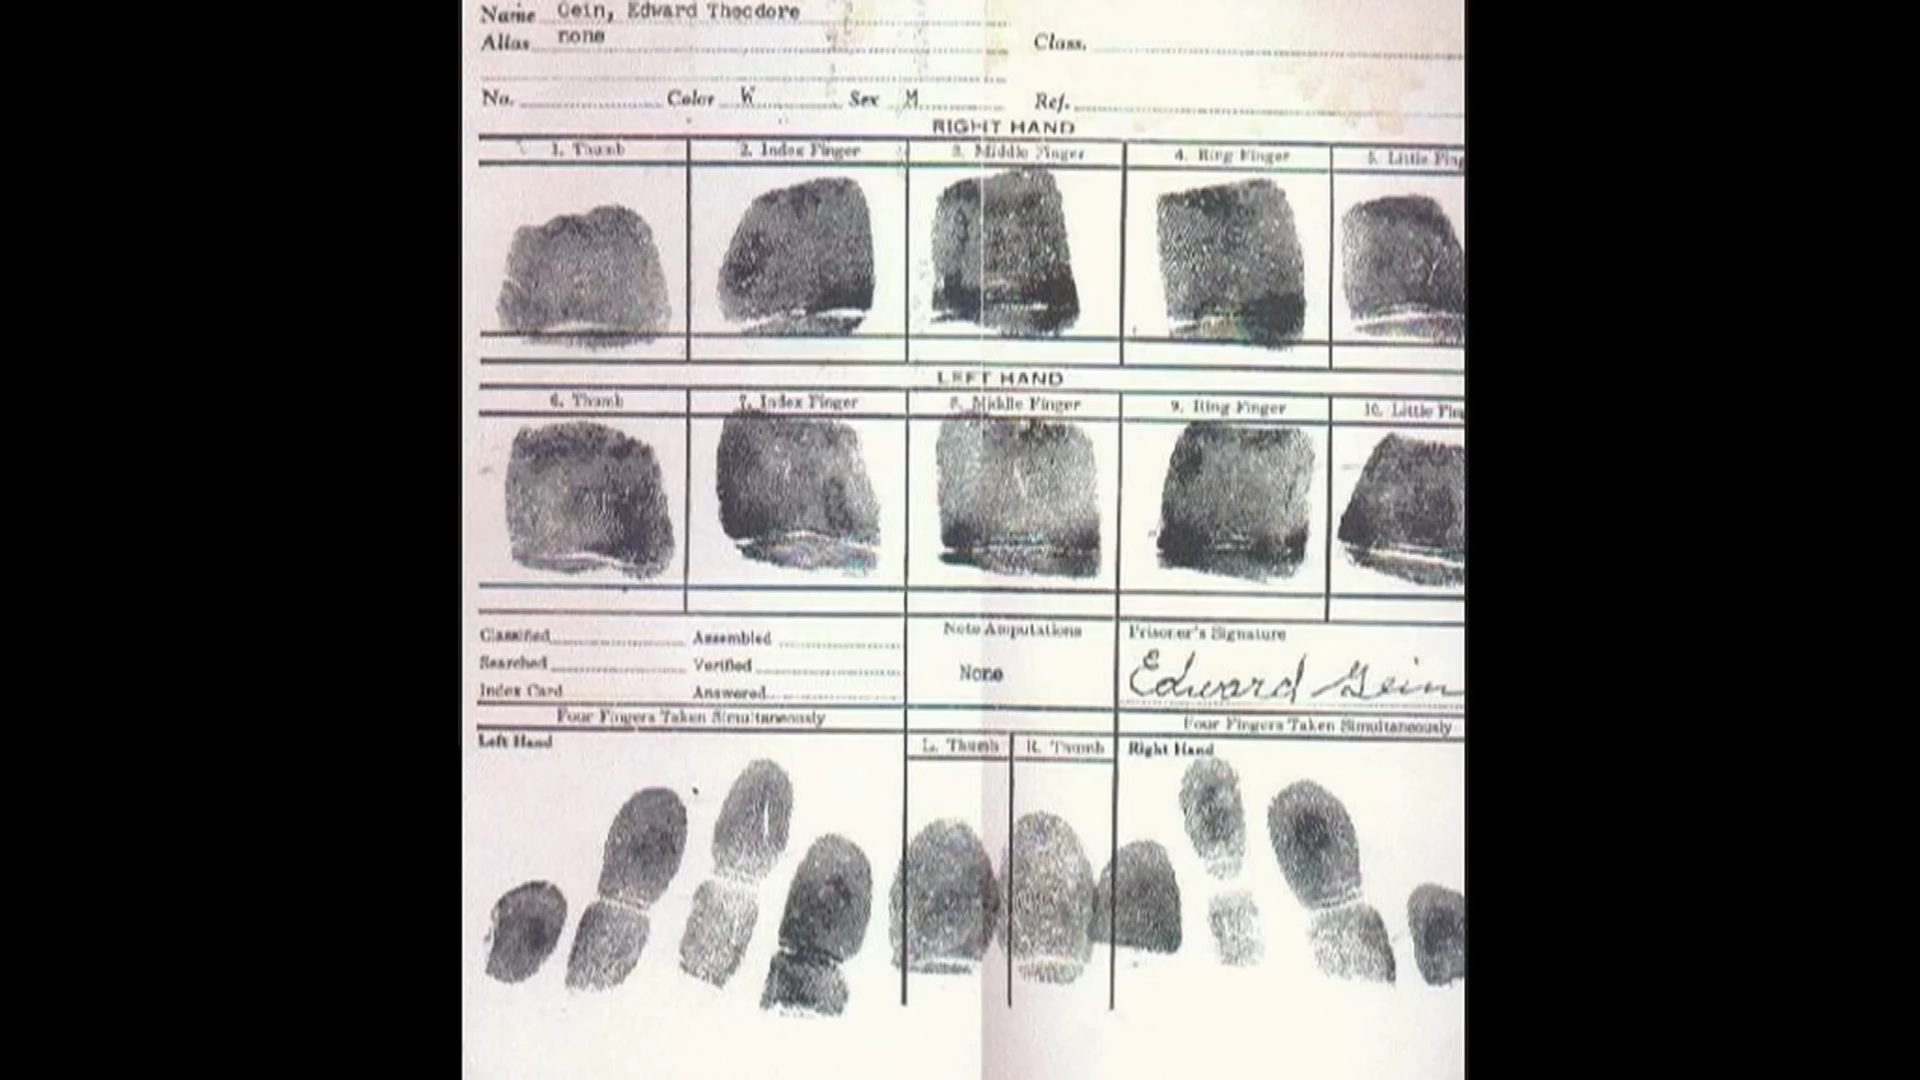 Name Gein, Edward Theodore
Alias none
Class.
No. Color W Sex M Ref.
RIGHT HAND
1. Thumb 2. Index Finger 3. Middle Finger 4. Ring Finger 5. Little Fing
LEFT HAND
6. Thumb 7. Index Finger 8. Middle Finger 9. Ring Finger 10. Little Fin
Classified Assembled Note Amputations Prisoner's Signature
Searched Verified None Edward Gein
Index Card Answered
Four Fingers Taken Simultaneously Four Fingers Taken Simultaneously
Left Hand L. Thumb R. Thumb Right Hand